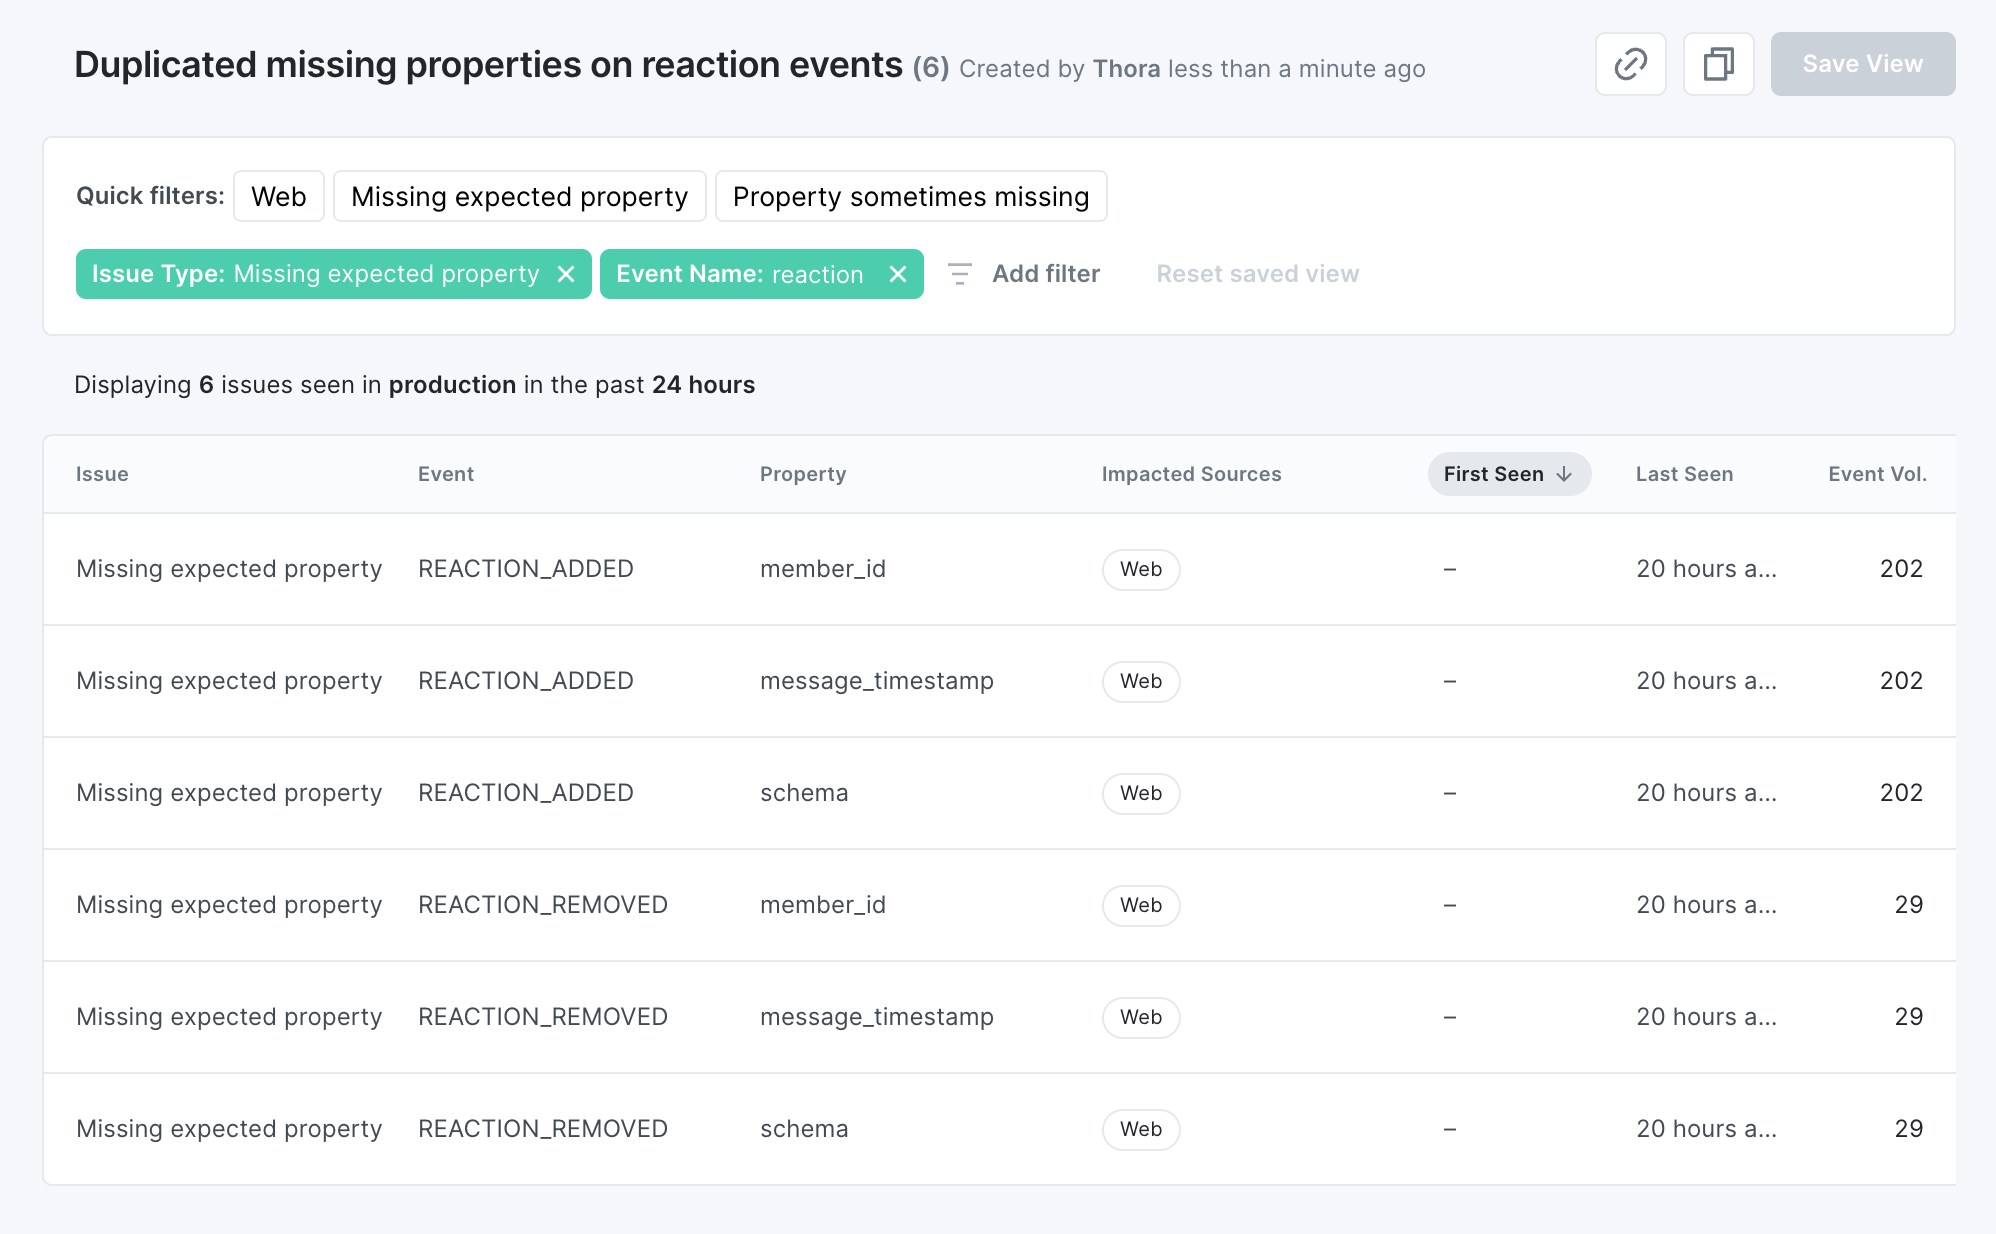 Duplicated missing properties on reaction events (6) Created by Thora less than a minute ago
Save View
Quick filters: Web Missing expected property Property sometimes missing
Issue Type: Missing expected property Event Name: reaction Add filter Reset saved view
Displaying 6 issues seen in production in the past 24 hours
Issue Event Property Impacted Sources First Seen Last Seen Event Vol.
Missing expected property REACTION_ADDED member_id Web – 20 hours a... 202
Missing expected property REACTION_ADDED message_timestamp Web – 20 hours a... 202
Missing expected property REACTION_ADDED schema Web – 20 hours a... 202
Missing expected property REACTION_REMOVED member_id Web – 20 hours a... 29
Missing expected property REACTION_REMOVED message_timestamp Web – 20 hours a... 29
Missing expected property REACTION_REMOVED schema Web – 20 hours a... 29